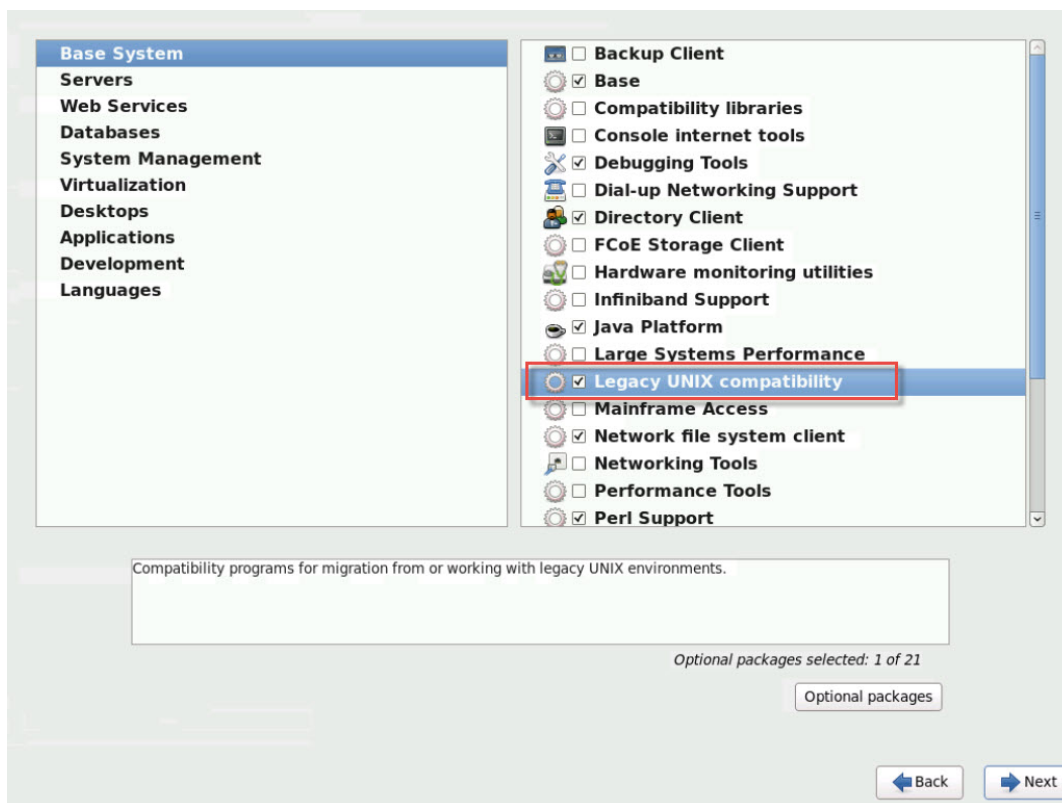 Base System
Servers
Web Services
Databases
System Management
Virtualization
Desktops
Applications
Development
Languages
Backup Client
Base
Compatibility libraries
Console internet tools
Debugging Tools
Dial-up Networking Support
Directory Client
FCoE Storage Client
Hardware monitoring utilities
Infiniband Support
Java Platform
Large Systems Performance
Legacy UNIX compatibility
Mainframe Access
Network file system client
Networking Tools
Performance Tools
Perl Support
Compatibility programs for migration from or working with legacy UNIX environments.
Optional packages selected: 1 of 21
Optional packages
Back
Next